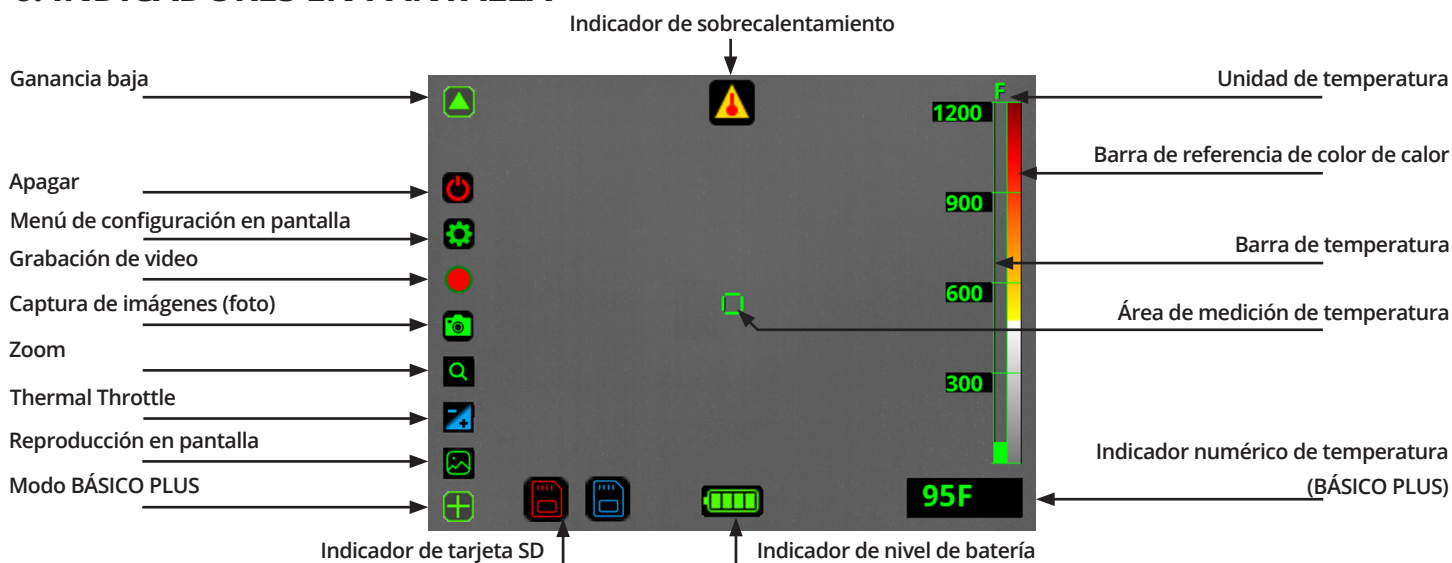 Indicador de sobrecalentamiento
Ganancia baja
Unidad de temperatura
F
1200
Barra de referencia de color de calor
Apagar
900
Menú de configuración en pantalla
Barra de temperatura
Grabación de video
600
Captura de imágenes (foto)
Área de medición de temperatura
Zoom
300
Thermal Throttle
Reproducción en pantalla
Indicador numérico de temperatura
(BÁSICO PLUS)
Modo BÁSICO PLUS
95F
Indicador de tarjeta SD
Indicador de nivel de batería